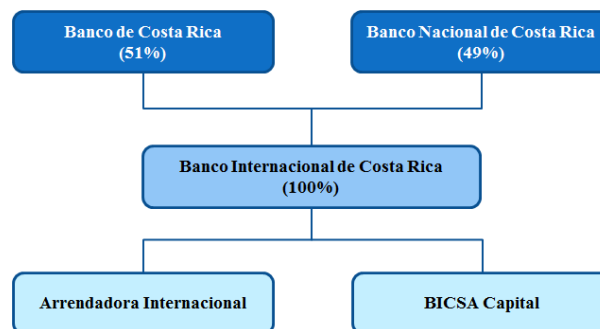 Banco de Costa Rica
(51%)
Banco Nacional de Costa Rica
(49%)
Banco Internacional de Costa Rica
(100%)
Arrendadora Internacional
BICSA Capital